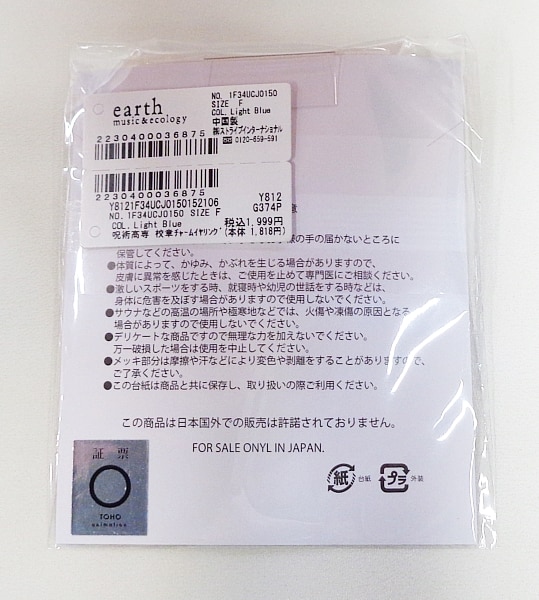 earth
music&ecology
NO. 1F34UCJ0150
SIZE F
COL. Light Blue
中国製
㈱ストライプインターナショナル
0120-659-591
2230400036875
2230400036875
Y8121F34UCJ0150152106 Y812
NO. 1F34UCJ0150 SIZE F G374P
COL. Light Blue 税込1,999円
呪術高専 校章チャームイヤリング (本体 1,818円)
の手の届かないところに
保管してください。
●体質によって、かゆみ、かぶれを生じる場合がありますので、
皮膚に異常を感じたときは、ご使用を止めて専門医にご相談ください。
●激しいスポーツをする時、就寝時や幼児の世話をする時などは、
身体に危害を及ぼす場合がありますので使用しないでください。
●サウナなどの高温の場所や極寒地などでは、火傷や凍傷の原因となる
場合がありますので使用しないでください。
●デリケートな商品ですので無理な力を加えないでください。
万一破損した場合は使用を中止してください。
●メッキ部分は摩擦や汗などにより変色や剥離をすることがありますので、
ご了承ください。
●この台紙は商品と共に保存し、取り扱いの際ご利用ください。
この商品は日本国外での販売は許諾されておりません。
FOR SALE ONYL IN JAPAN.
証 票
TOHO
animation
紙 台紙
プラ 外装